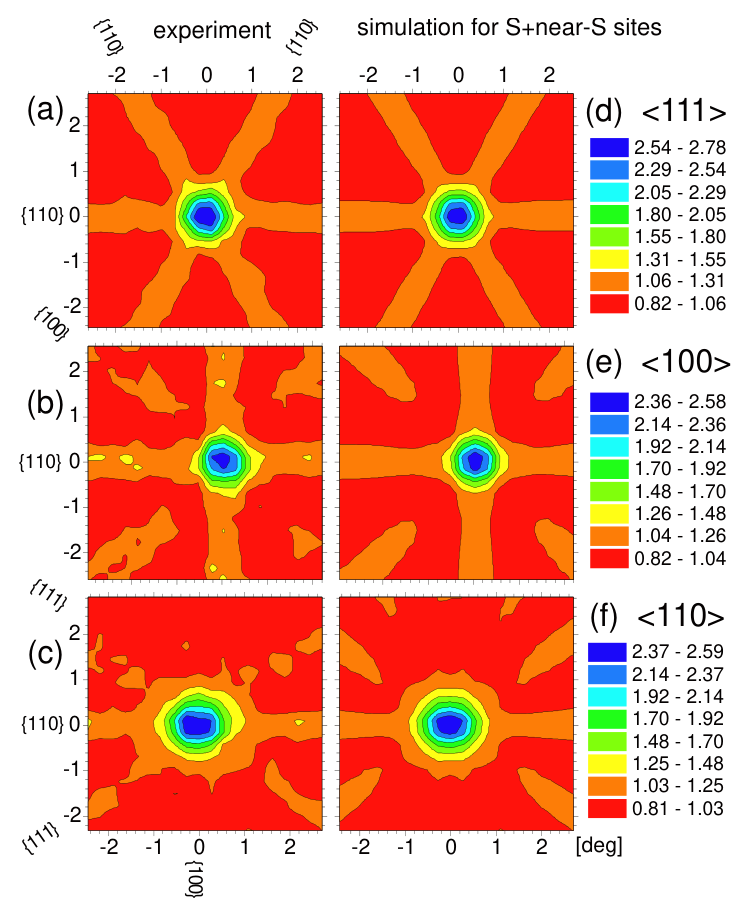 {110} experiment {110} simulation for S+near-S sites
-2 -1 0 1 2 -2 -1 0 1 2
(a) 2 1 {110} 0 -1 -2
(d) <111>
2.54 - 2.78
2.29 - 2.54
2.05 - 2.29
1.80 - 2.05
1.55 - 1.80
1.31 - 1.55
1.06 - 1.31
0.82 - 1.06
{100}
(b) 2 1 {110} 0 -1 -2
(e) <100>
2.36 - 2.58
2.14 - 2.36
1.92 - 2.14
1.70 - 1.92
1.48 - 1.70
1.26 - 1.48
1.04 - 1.26
0.82 - 1.04
{111}
(c) 2 1 {110} 0 -1 -2
(f) <110>
2.37 - 2.59
2.14 - 2.37
1.92 - 2.14
1.70 - 1.92
1.48 - 1.70
1.25 - 1.48
1.03 - 1.25
0.81 - 1.03
{111}
-2 -1 0 1 2 -2 -1 0 1 2 [deg]
{100}